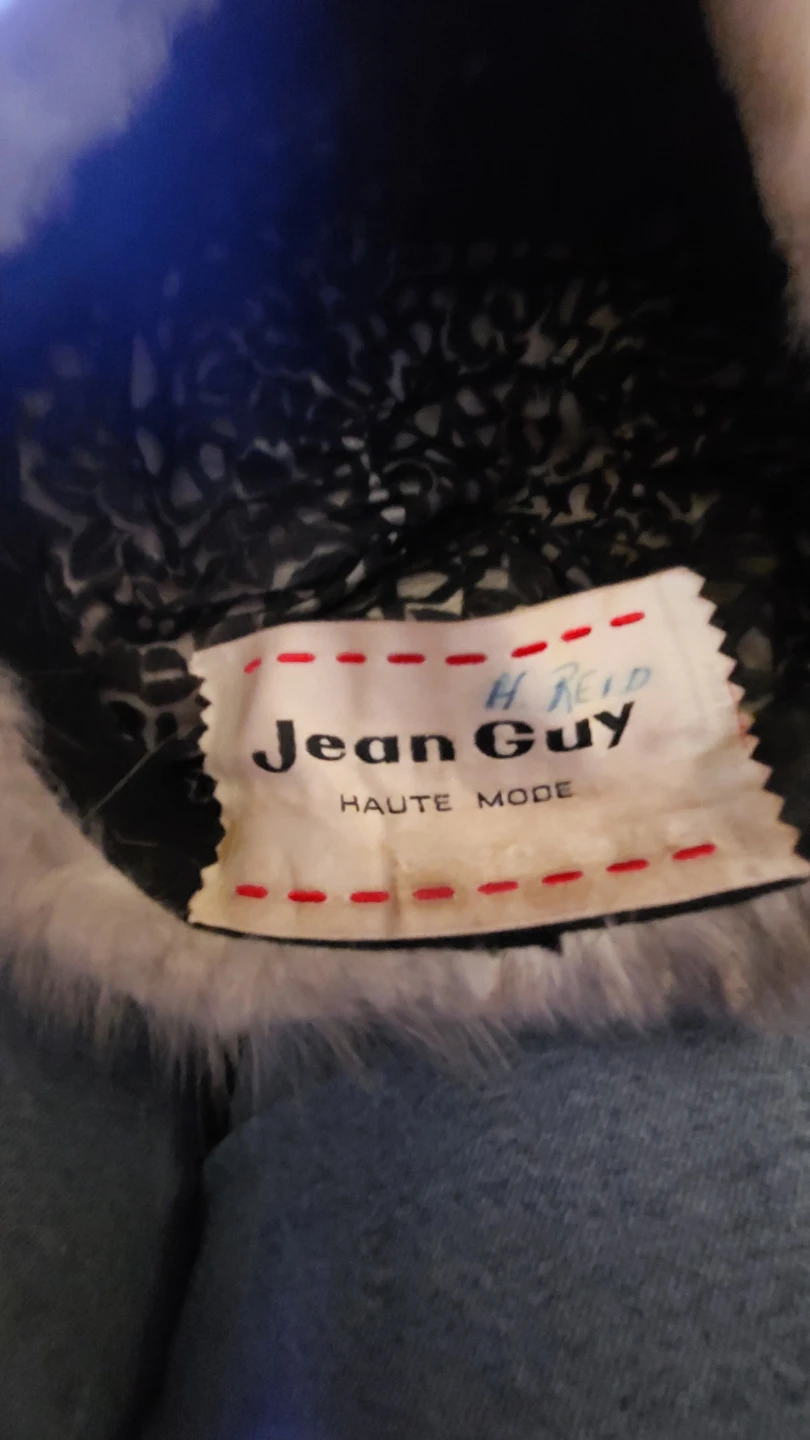 H. REID
Jean Guy
HAUTE MODE